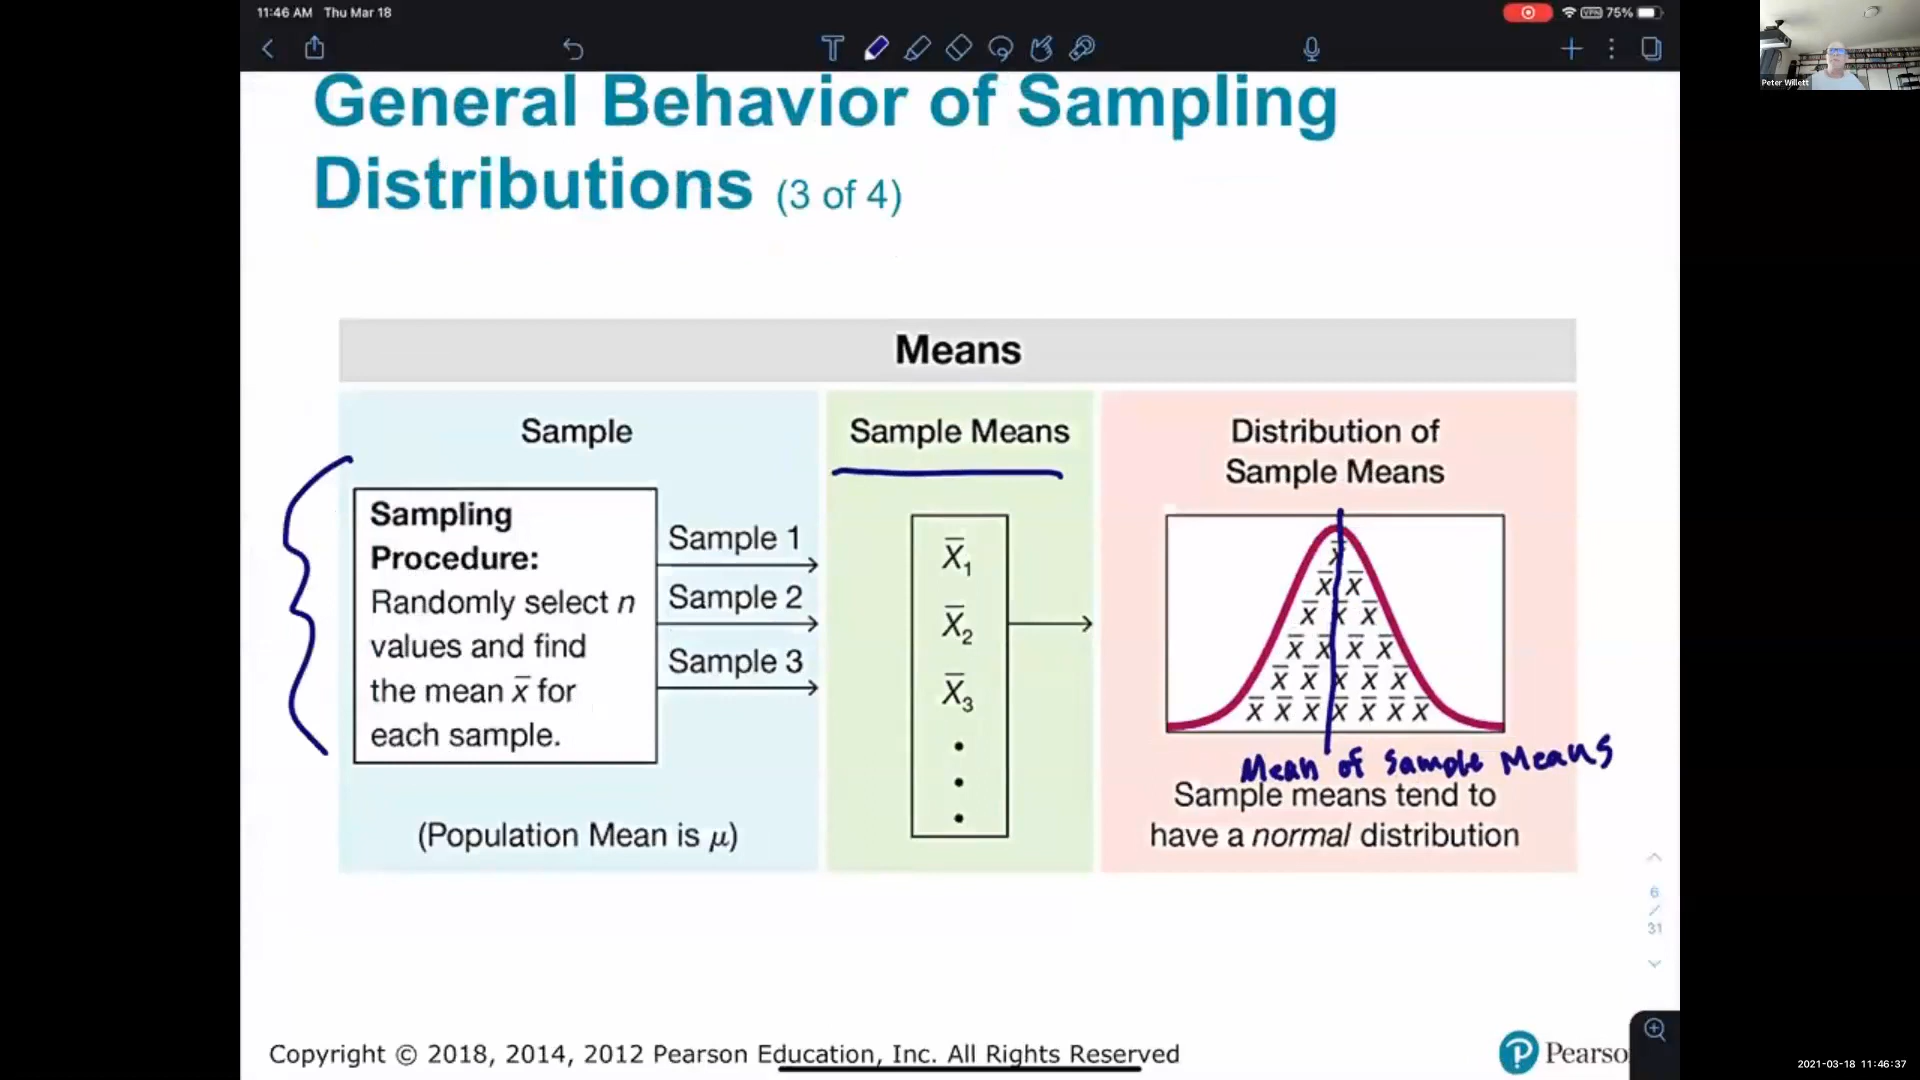 11:46 AM Thu Mar 18
VPN 75%
Peter Willett
General Behavior of Sampling
Distributions (3 of 4)
Means
Sample
Sampling
Procedure:
Randomly select n
values and find
the mean x̅ for
each sample.
Sample 1
Sample 2
Sample 3
(Population Mean is μ)
Sample Means
X̅₁
X̅₂
X̅₃
Distribution of
Sample Means
x̅
x̅ x̅
x̅ x̅ x̅
x̅ x̅ x̅ x̅
x̅ x̅ x̅ x̅ x̅
x̅ x̅ x̅ x̅ x̅ x̅ x̅
Mean of Sample Means
Sample means tend to
have a normal distribution
6
/
31
Copyright © 2018, 2014, 2012 Pearson Education, Inc. All Rights Reserved
P Pearso
2021-03-18 11:46:37